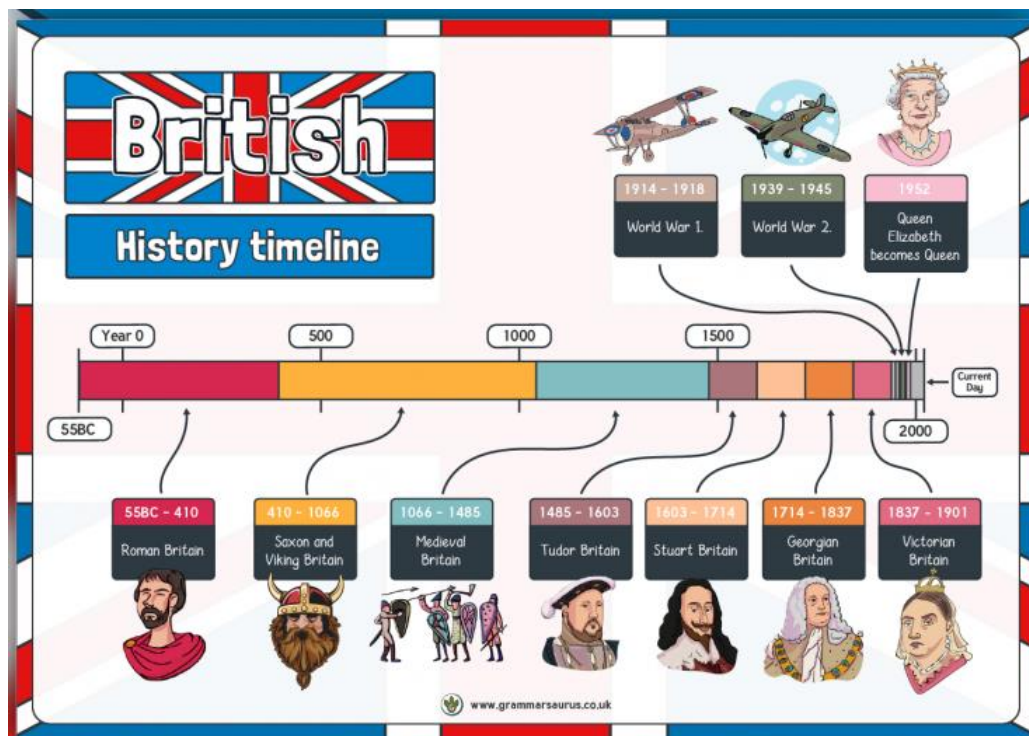 British
History timeline
1914 - 1918
World War 1.
1939 - 1945
World War 2.
1952
Queen
Elizabeth
becomes Queen
Year 0
500
1000
1500
Current
Day
55BC
2000
55BC - 410
Roman Britain
410 - 1066
Saxon and
Viking Britain
1066 - 1485
Medieval
Britain
1485 - 1603
Tudor Britain
1603 - 1714
Stuart Britain
1714 - 1837
Georgian
Britain
1837 - 1901
Victorian
Britain
www.grammarsaurus.co.uk